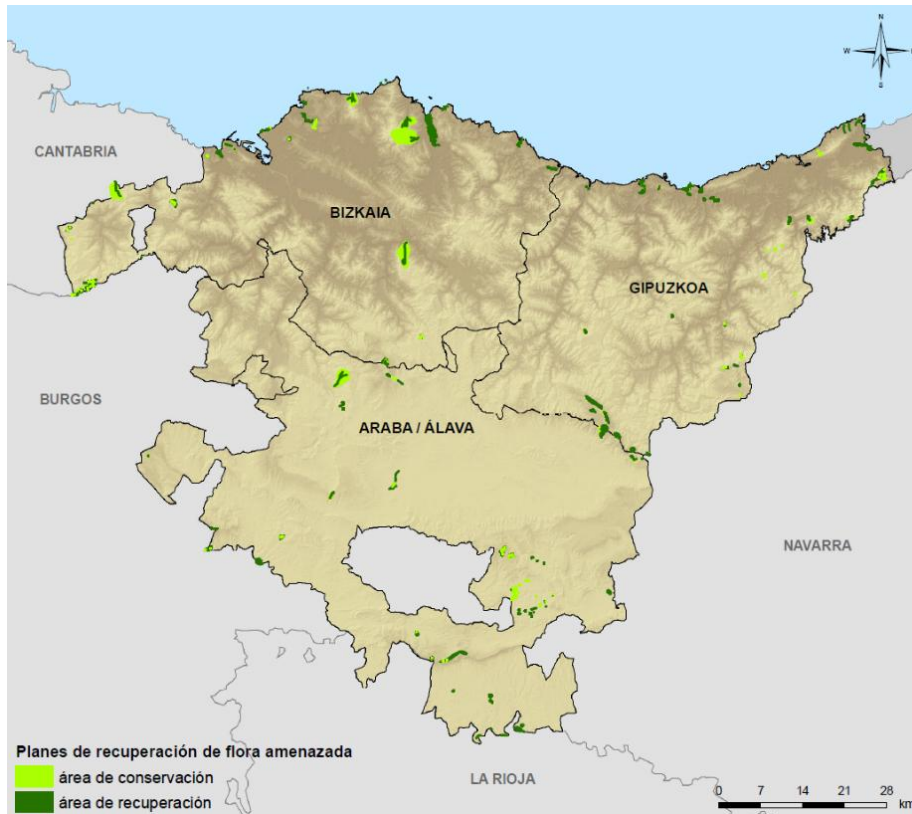 N
W
S
CANTABRIA
BIZKAIA
GIPUZKOA
BURGOS
ARABA / ÁLAVA
NAVARRA
Planes de recuperación de flora amenazada
área de conservación
área de recuperación
LA RIOJA
0 7 14 21 28
km